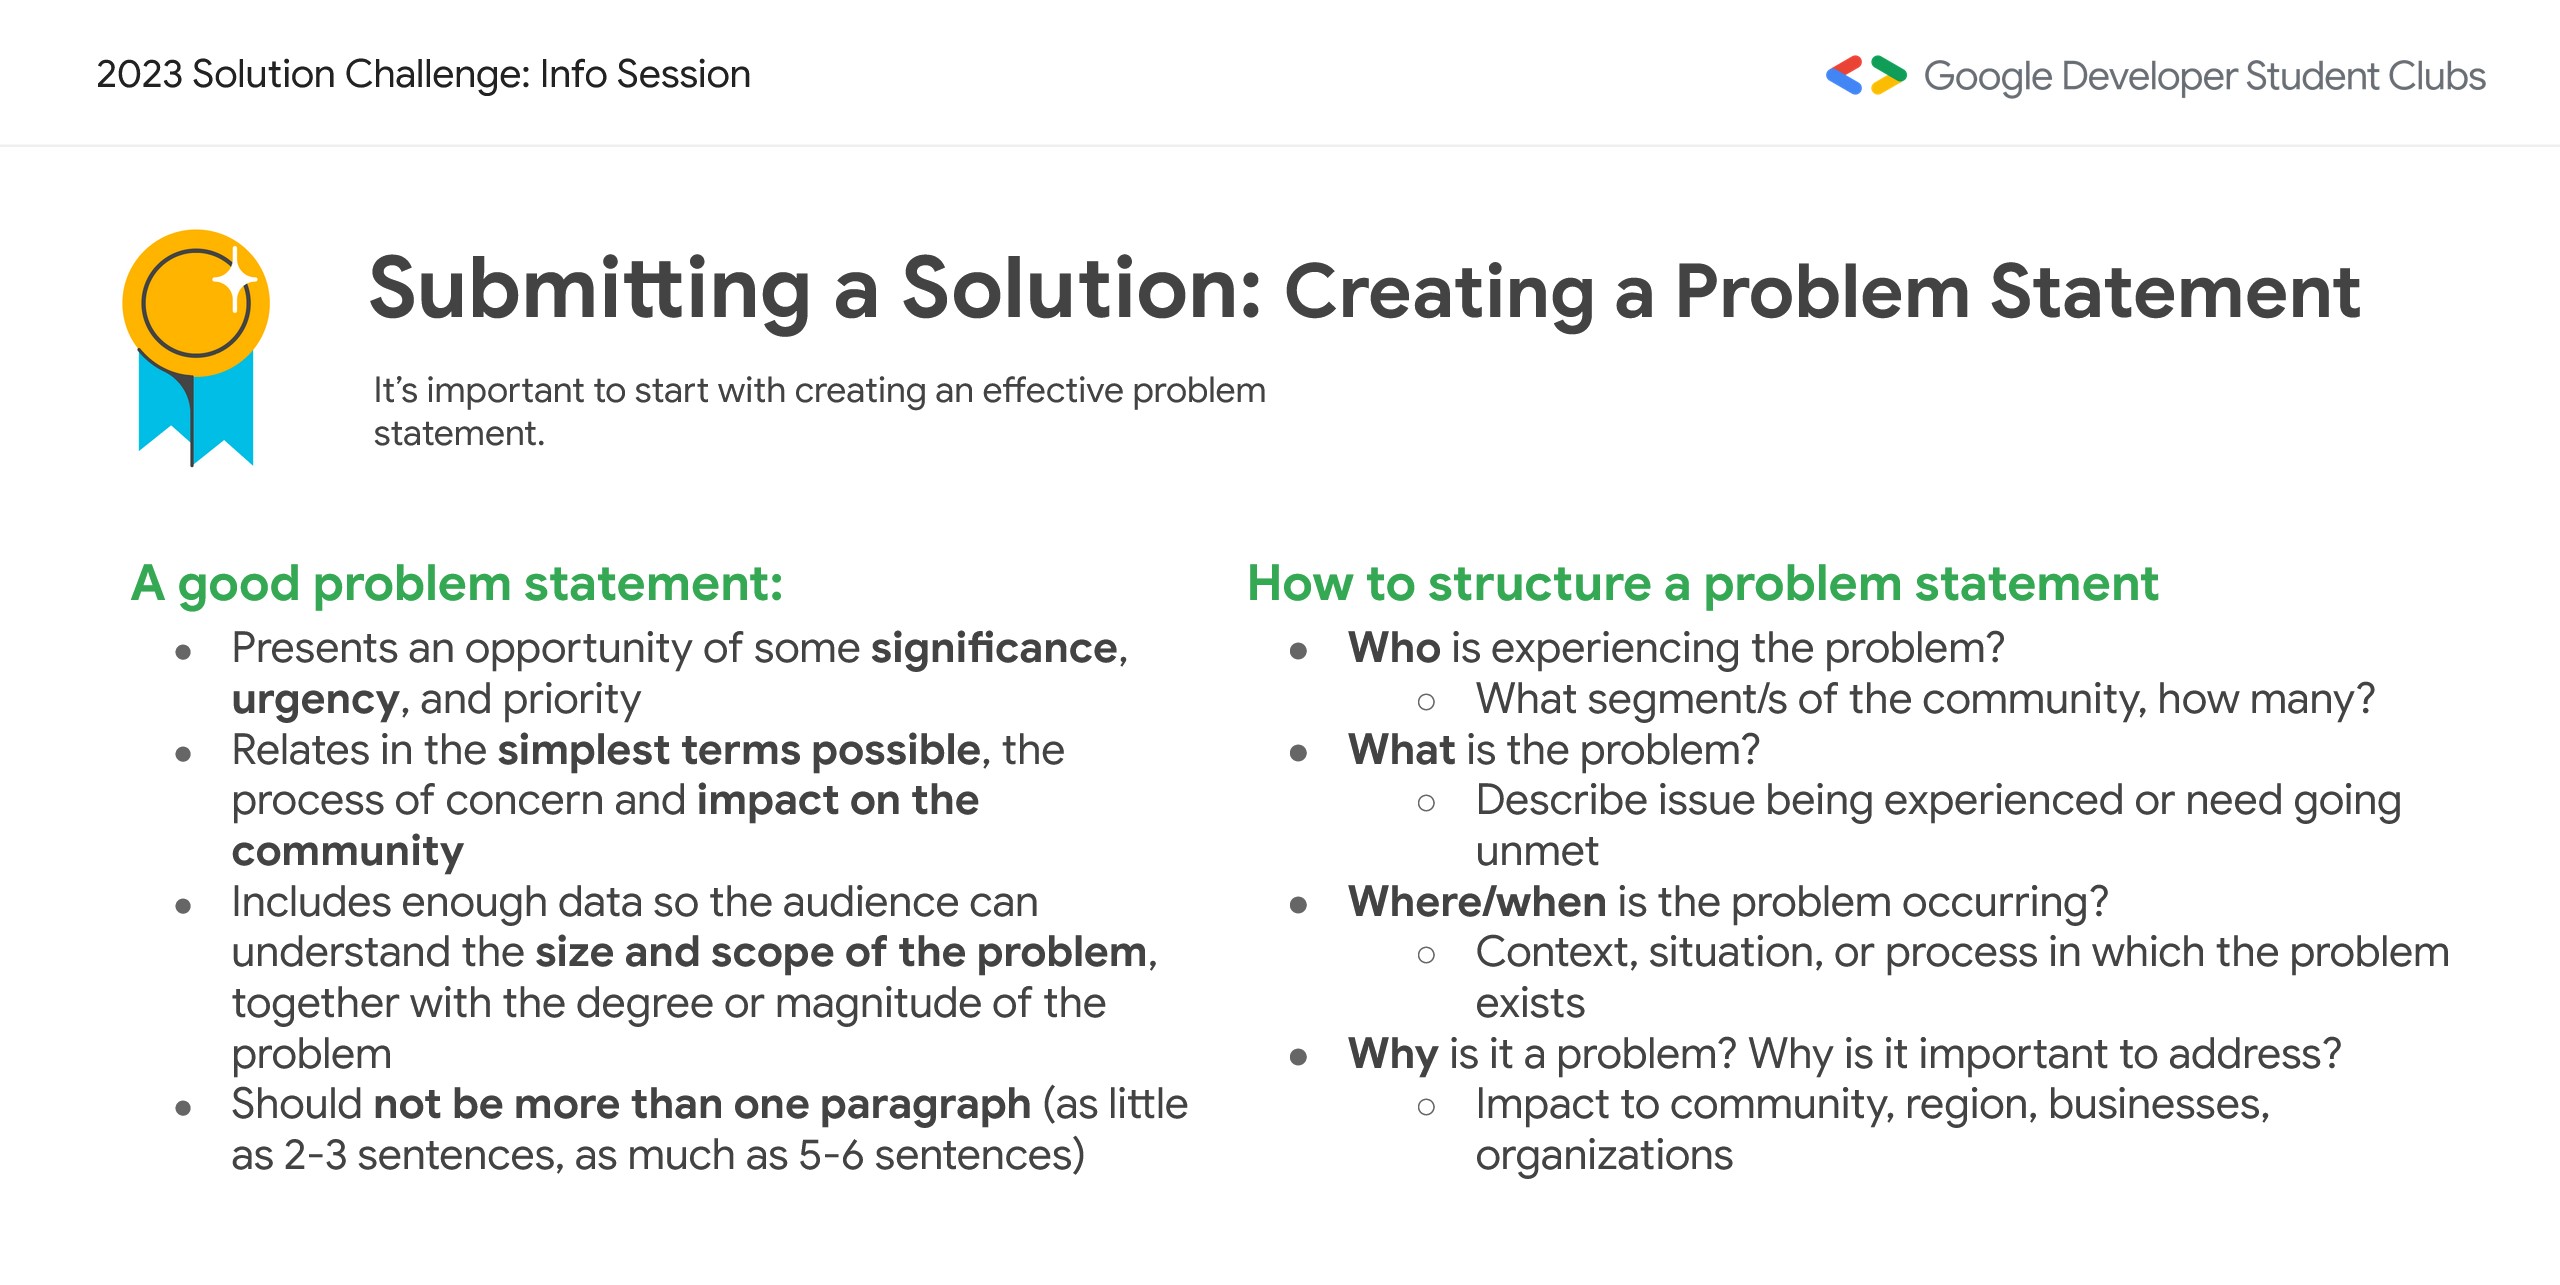 2023 Solution Challenge: Info Session
Google Developer Student Clubs
Submitting a Solution: Creating a Problem Statement
It’s important to start with creating an effective problem
statement.
A good problem statement:
● Presents an opportunity of some significance,
urgency, and priority
● Relates in the simplest terms possible, the
process of concern and impact on the
community
● Includes enough data so the audience can
understand the size and scope of the problem,
together with the degree or magnitude of the
problem
● Should not be more than one paragraph (as little
as 2-3 sentences, as much as 5-6 sentences)
How to structure a problem statement
● Who is experiencing the problem?
○ What segment/s of the community, how many?
● What is the problem?
○ Describe issue being experienced or need going
unmet
● Where/when is the problem occurring?
○ Context, situation, or process in which the problem
exists
● Why is it a problem? Why is it important to address?
○ Impact to community, region, businesses,
organizations